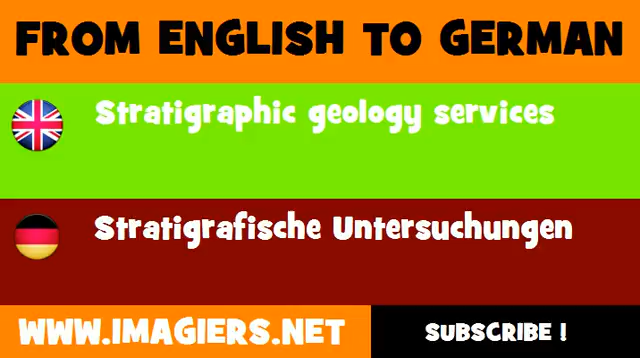 FROM ENGLISH TO GERMAN
Stratigraphic geology services
Stratigrafische Untersuchungen
WWW.IMAGIERS.NET
SUBSCRIBE !